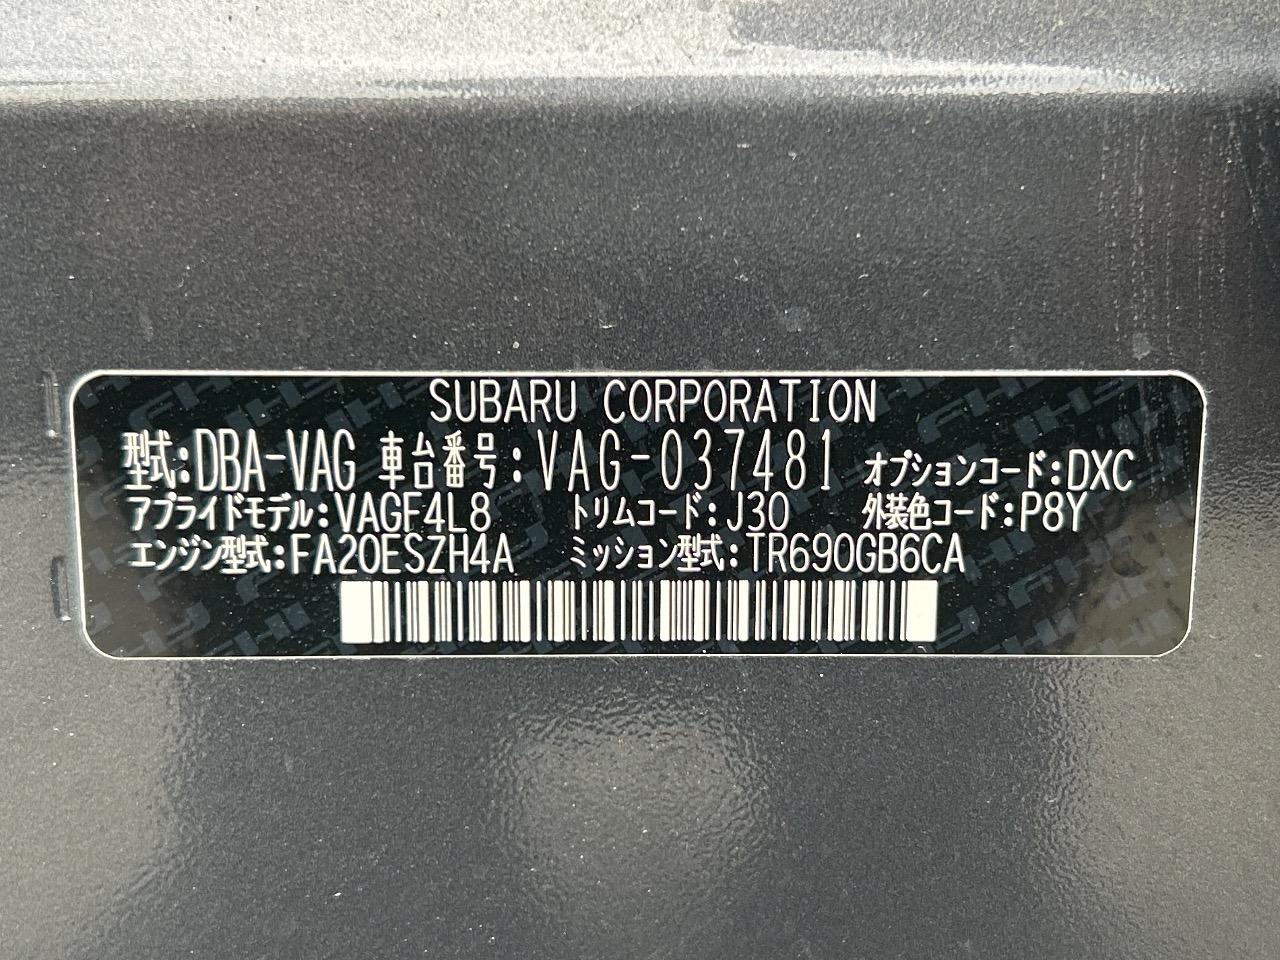 SUBARU CORPORATION
型式:DBA-VAG 車台番号:VAG-037481 オプションコード:DXC
アプライドモデル:VAGF4L8 トリムコード:J30 外装色コード:P8Y
エンジン型式:FA20ESZH4A ミッション型式:TR690GB6CA